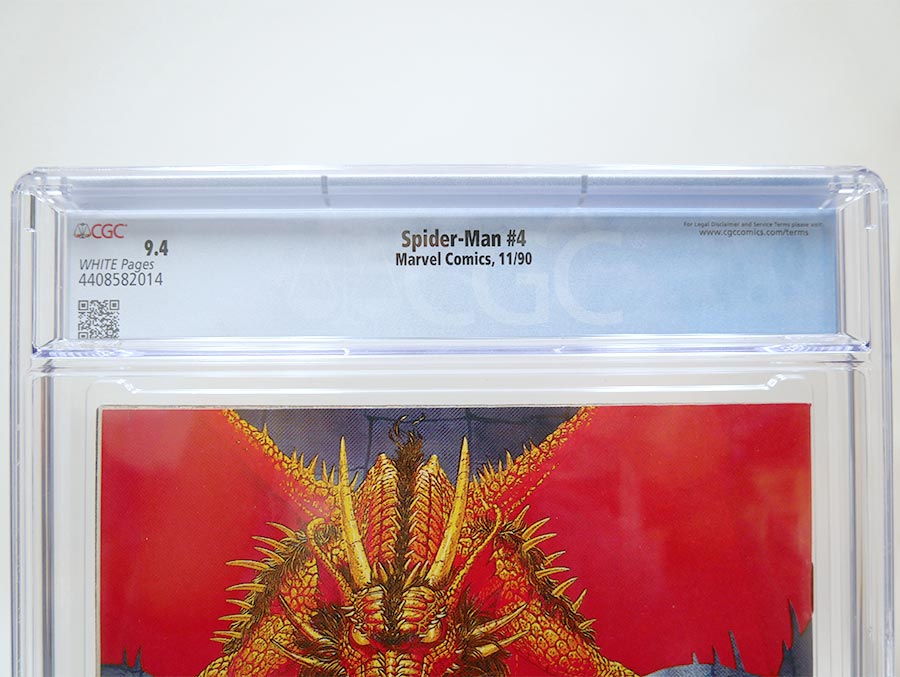 CGC
9.4
WHITE Pages
4408582014
Spider-Man #4
Marvel Comics, 11/90
For Legal Disclaimer and Service Terms please visit
www.cgccomics.com/terms
CGC